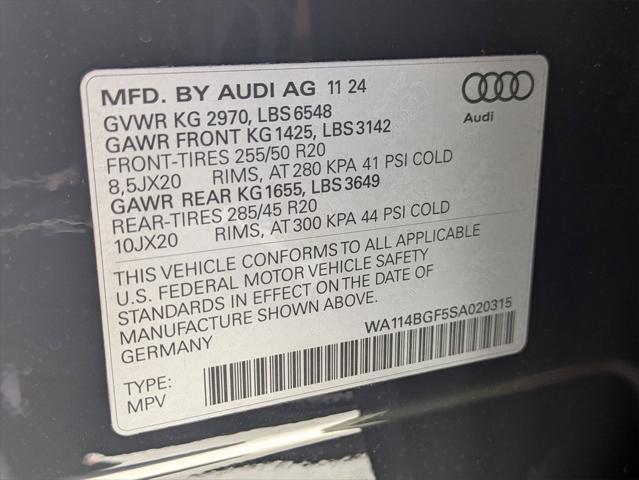 MFD. BY AUDI AG 11 24
GVWR KG 2970, LBS 6548
GAWR FRONT KG 1425, LBS 3142
FRONT-TIRES 255/50 R20
8,5JX20 RIMS, AT 280 KPA 41 PSI COLD
GAWR REAR KG 1655, LBS 3649
REAR-TIRES 285/45 R20
10JX20 RIMS, AT 300 KPA 44 PSI COLD
Audi
THIS VEHICLE CONFORMS TO ALL APPLICABLE
U.S. FEDERAL MOTOR VEHICLE SAFETY
STANDARDS IN EFFECT ON THE DATE OF
MANUFACTURE SHOWN ABOVE.
GERMANY
WA114BGF5SA020315
TYPE:
MPV